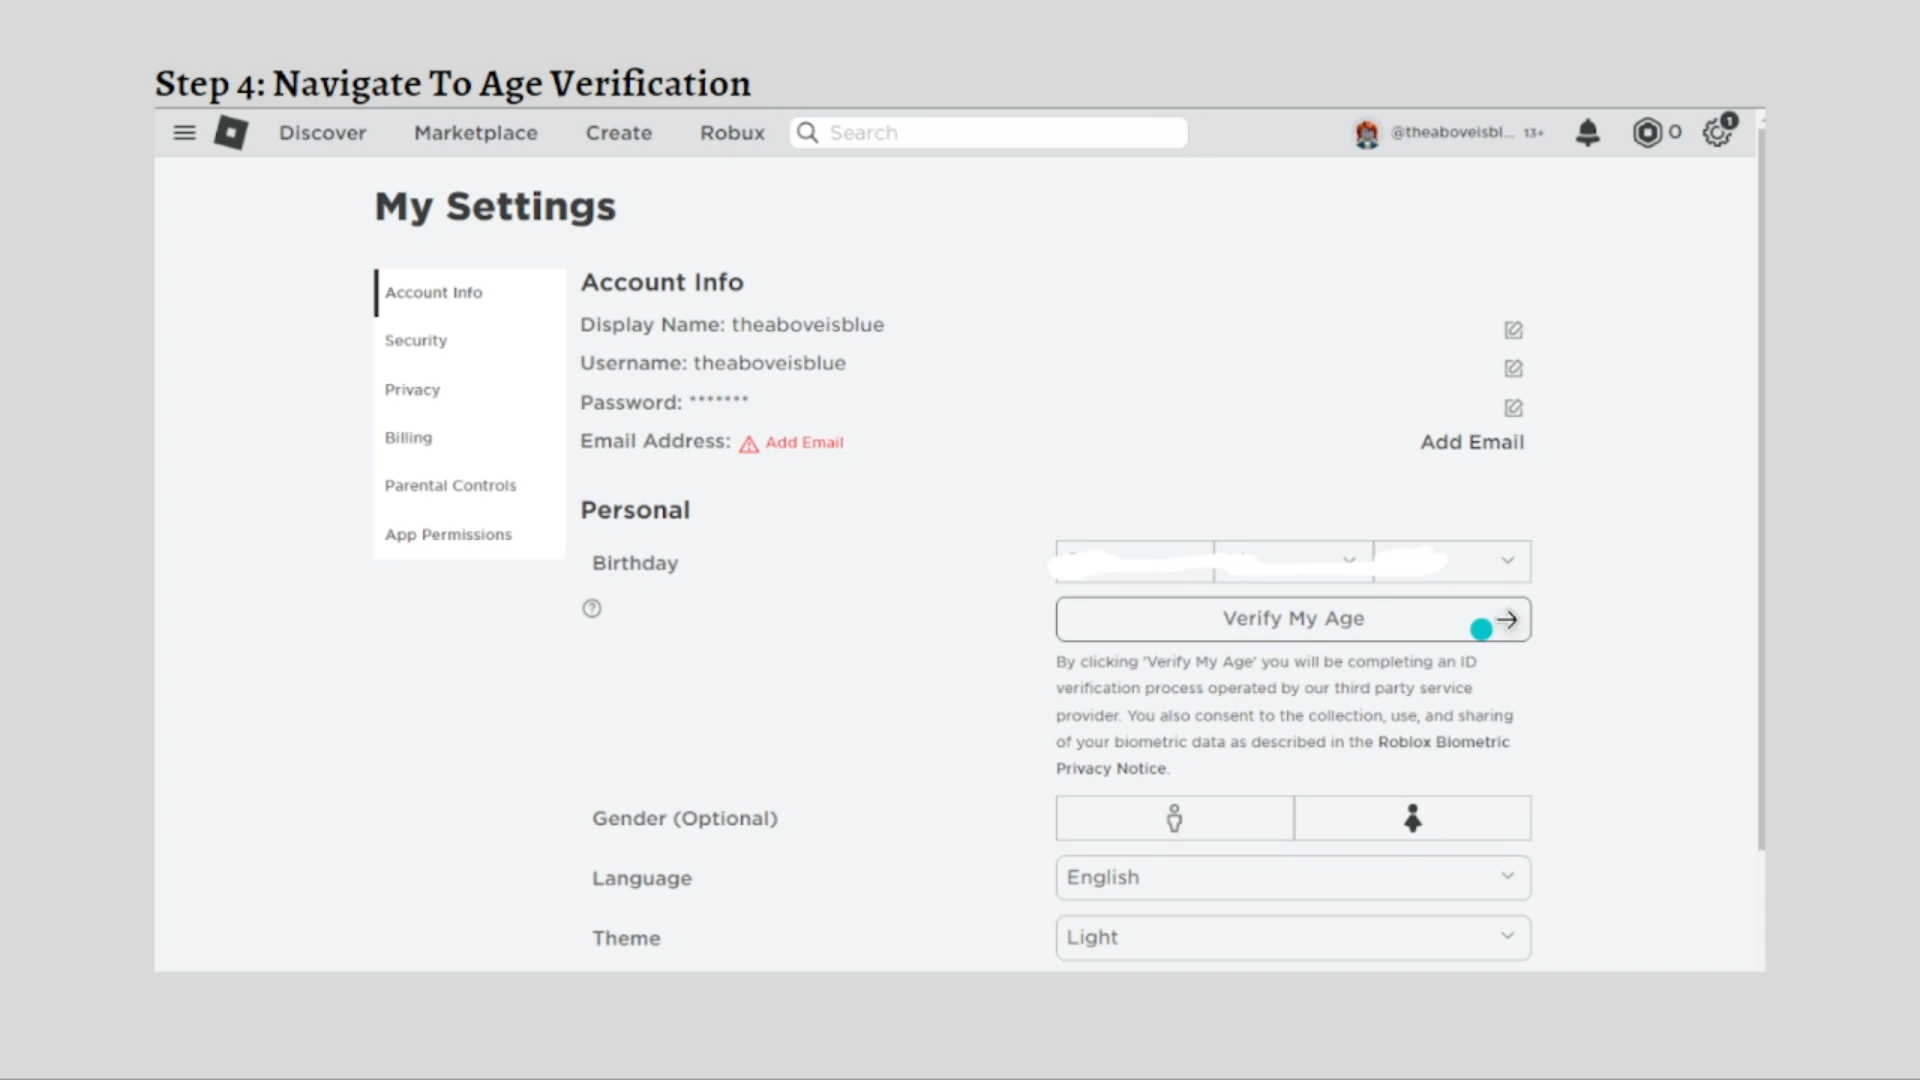 Step 4: Navigate To Age Verification
Discover Marketplace Create Robux Search @theaboveisbl... 13+ 0 1
My Settings
Account Info
Security
Privacy
Billing
Parental Controls
App Permissions
Account Info
Display Name: theaboveisblue
Username: theaboveisblue
Password: *******
Email Address: Add Email Add Email
Personal
Birthday
Verify My Age
By clicking 'Verify My Age' you will be completing an ID
verification process operated by our third party service
provider. You also consent to the collection, use, and sharing
of your biometric data as described in the Roblox Biometric
Privacy Notice.
Gender (Optional)
Language English
Theme Light